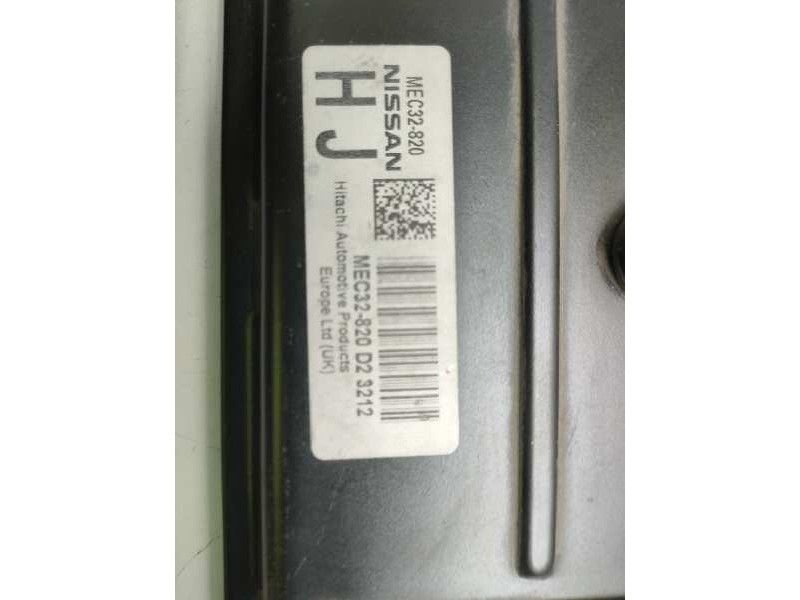 MEC32-820
NISSAN
HJ
MEC32-820 D2 3212
Hitachi Automotive Products
Europe Ltd (UK)